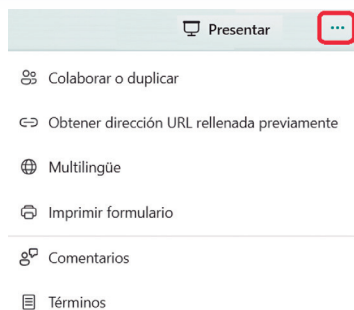 Presentar
Colaborar o duplicar
Obtener dirección URL rellenada previamente
Multilingüe
Imprimir formulario
Comentarios
Términos